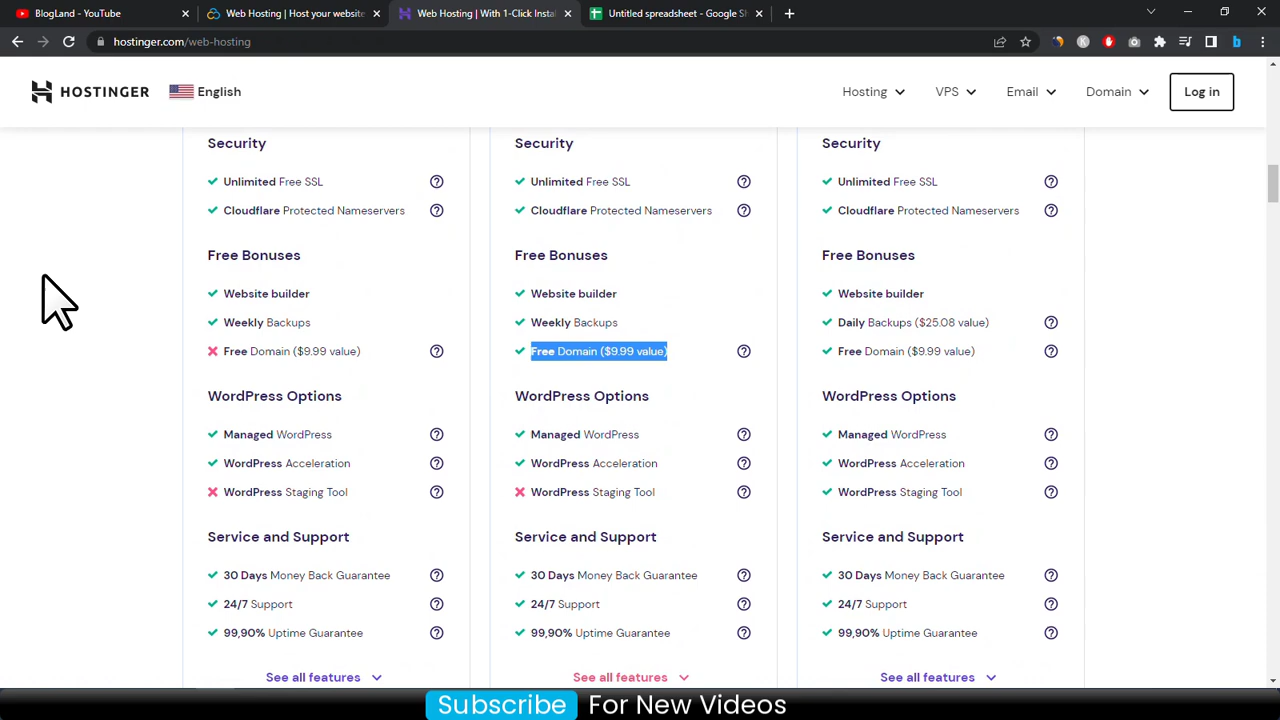 BlogLand - YouTube
Web Hosting | Host your website
Web Hosting | With 1-Click Insta
Untitled spreadsheet - Google Sh
hostinger.com/web-hosting
HOSTINGER
English
Hosting
VPS
Email
Domain
Log in
Security
Unlimited Free SSL
Cloudflare Protected Nameservers
Free Bonuses
Website builder
Weekly Backups
Free Domain ($9.99 value)
WordPress Options
Managed WordPress
WordPress Acceleration
WordPress Staging Tool
Service and Support
30 Days Money Back Guarantee
24/7 Support
99,90% Uptime Guarantee
See all features
Security
Unlimited Free SSL
Cloudflare Protected Nameservers
Free Bonuses
Website builder
Weekly Backups
Free Domain ($9.99 value)
WordPress Options
Managed WordPress
WordPress Acceleration
WordPress Staging Tool
Service and Support
30 Days Money Back Guarantee
24/7 Support
99,90% Uptime Guarantee
See all features
Security
Unlimited Free SSL
Cloudflare Protected Nameservers
Free Bonuses
Website builder
Daily Backups ($25.08 value)
Free Domain ($9.99 value)
WordPress Options
Managed WordPress
WordPress Acceleration
WordPress Staging Tool
Service and Support
30 Days Money Back Guarantee
24/7 Support
99,90% Uptime Guarantee
See all features
Subscribe For New Videos